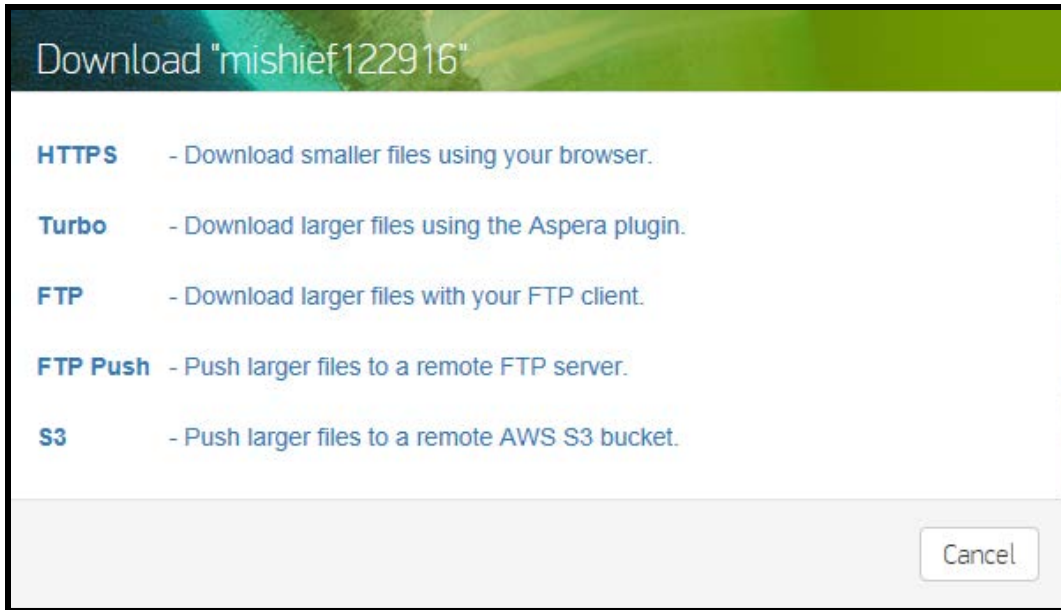 Download "mishief122916"
HTTPS - Download smaller files using your browser.
Turbo - Download larger files using the Aspera plugin.
FTP - Download larger files with your FTP client.
FTP Push - Push larger files to a remote FTP server.
S3 - Push larger files to a remote AWS S3 bucket.
Cancel